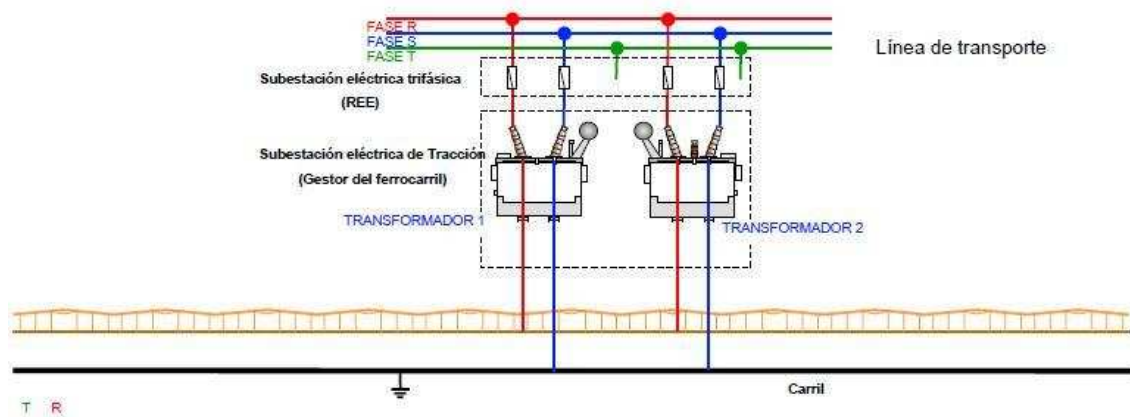 FASE R
FASE S
FASE T
Línea de transporte
Subestación eléctrica trifásica
(REE)
Subestación eléctrica de Tracción
(Gestor del ferrocarril)
TRANSFORMADOR 1
TRANSFORMADOR 2
Carril
T R